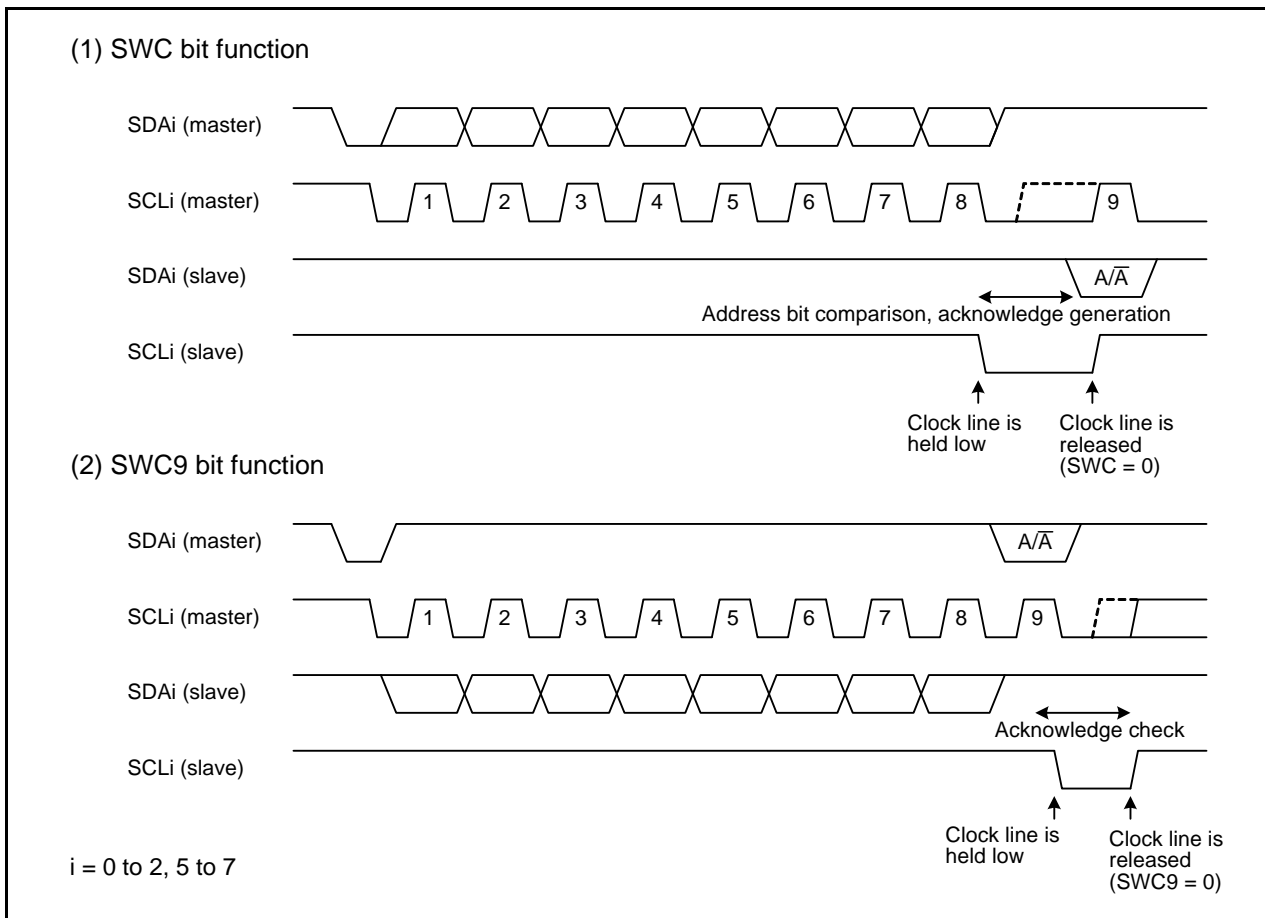 (1) SWC bit function
SDAi (master)
SCLi (master)
1 2 3 4 5 6 7 8 9
SDAi (slave)
A/A̅
Address bit comparison, acknowledge generation
SCLi (slave)
Clock line is
held low
Clock line is
released
(SWC = 0)
(2) SWC9 bit function
SDAi (master)
A/A̅
SCLi (master)
1 2 3 4 5 6 7 8 9
SDAi (slave)
Acknowledge check
SCLi (slave)
Clock line is
held low
Clock line is
released
(SWC9 = 0)
i = 0 to 2, 5 to 7